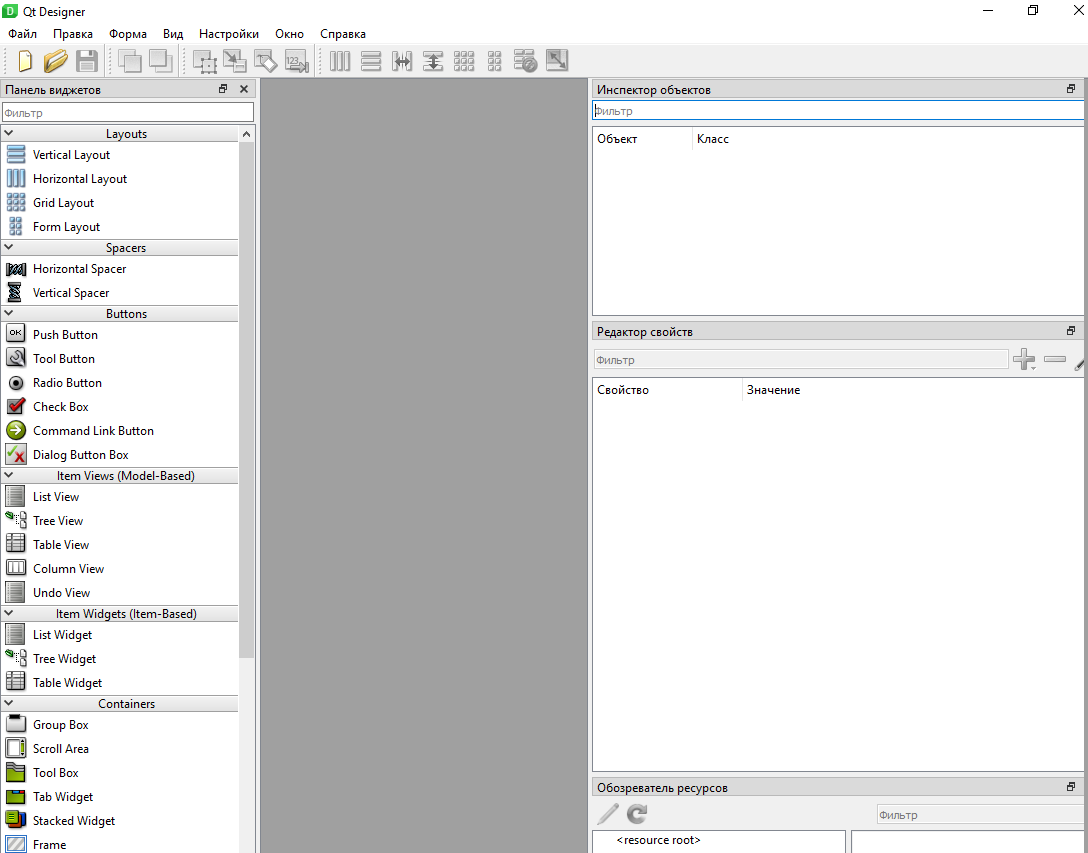 Qt Designer
Файл Правка Форма Вид Настройки Окно Справка
Панель виджетов
Фильтр
Layouts
Vertical Layout
Horizontal Layout
Grid Layout
Form Layout
Spacers
Horizontal Spacer
Vertical Spacer
Buttons
OK Push Button
Tool Button
Radio Button
Check Box
Command Link Button
Dialog Button Box
Item Views (Model-Based)
List View
Tree View
Table View
Column View
Undo View
Item Widgets (Item-Based)
List Widget
Tree Widget
Table Widget
Containers
Group Box
Scroll Area
Tool Box
Tab Widget
Stacked Widget
Frame
Инспектор объектов
Фильтр
Объект Класс
Редактор свойств
Фильтр
Свойство Значение
Обозреватель ресурсов
Фильтр
<resource root>